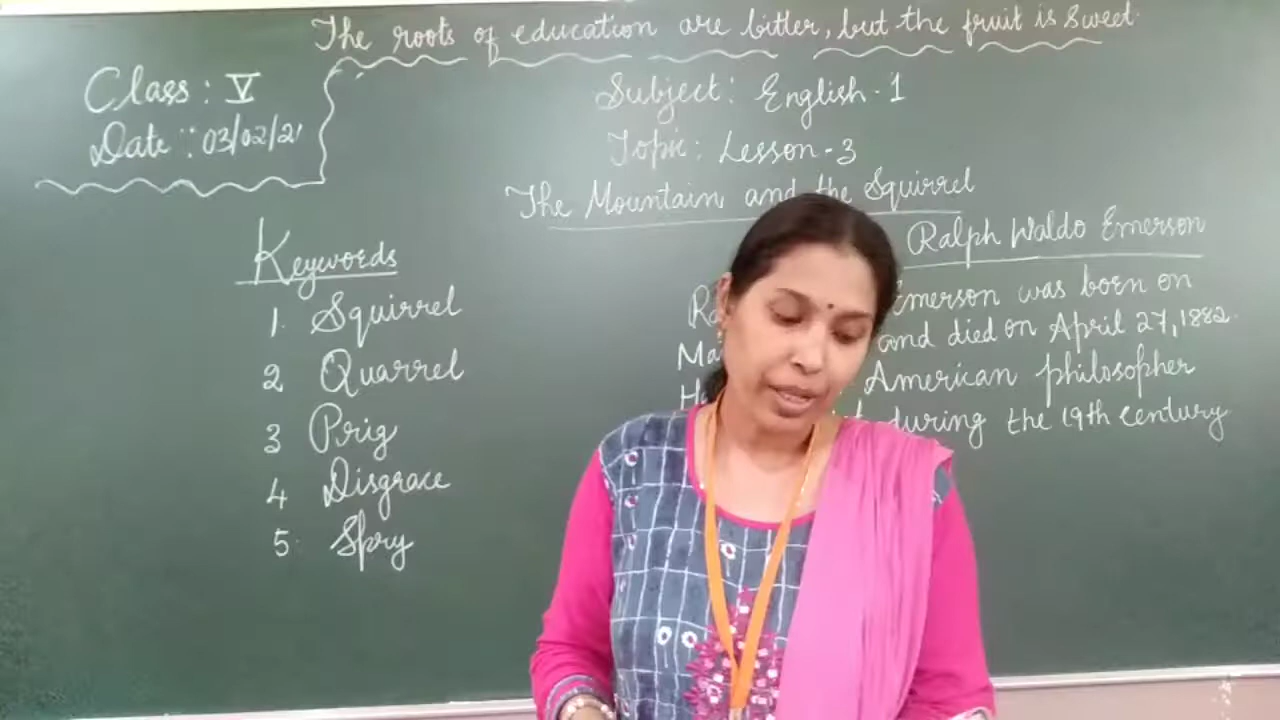 The roots of education are bitter, but the fruit is sweet
Class : V
Date : 03/02/21
Subject : English - 1
Topic : Lesson - 3
The Mountain and the Squirrel
Ralph Waldo Emerson
Keywords
1. Squirrel
2 Quarrel
3 Prig
4 Disgrace
5. Spry
Emerson was born on
and died on April 27, 1882.
American philosopher
during the 19th century